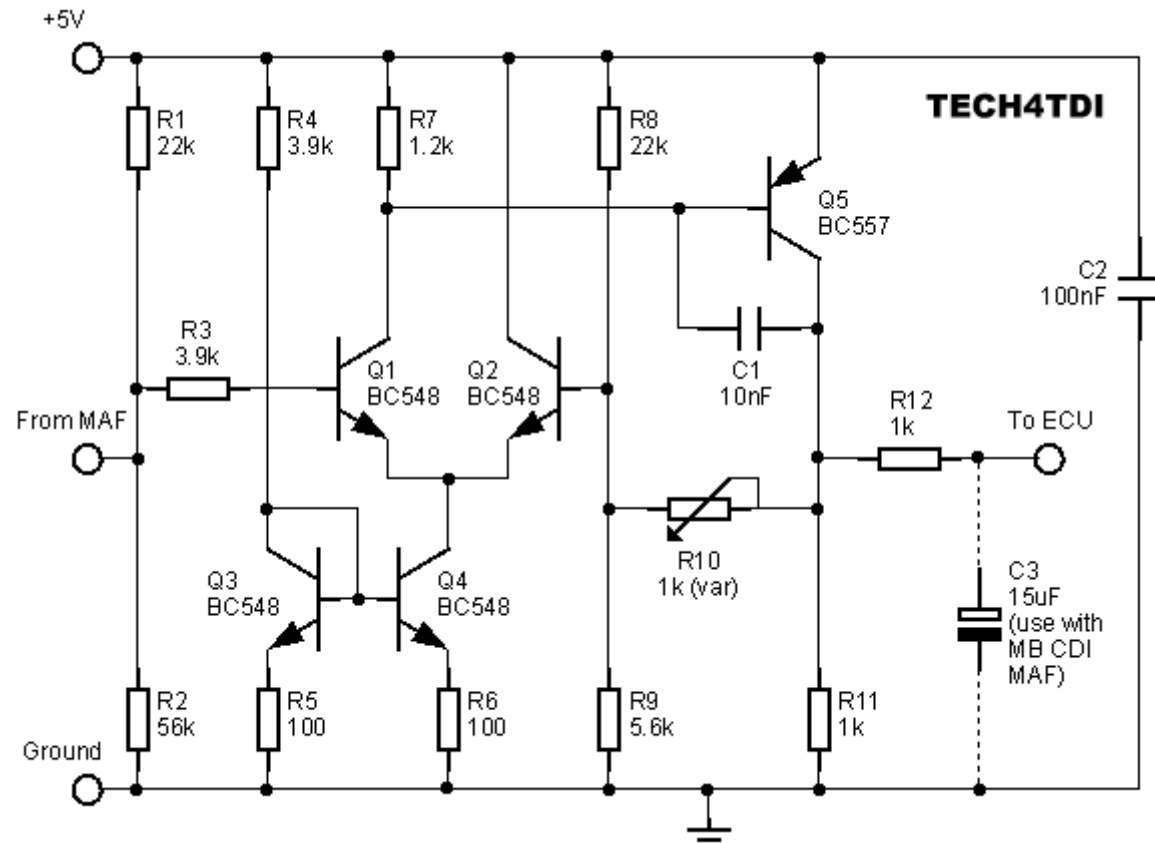 +5V
TECH4TDI
R1
22k
R4
3.9k
R7
1.2k
R8
22k
Q5
BC557
C2
100nF
R3
3.9k
Q1
BC548
Q2
BC548
C1
10nF
R12
1k
From MAF
To ECU
R10
1k (var)
Q3
BC548
Q4
BC548
C3
15uF
(use with
MB CDI
MAF)
R2
56k
R5
100
R6
100
R9
5.6k
R11
1k
Ground